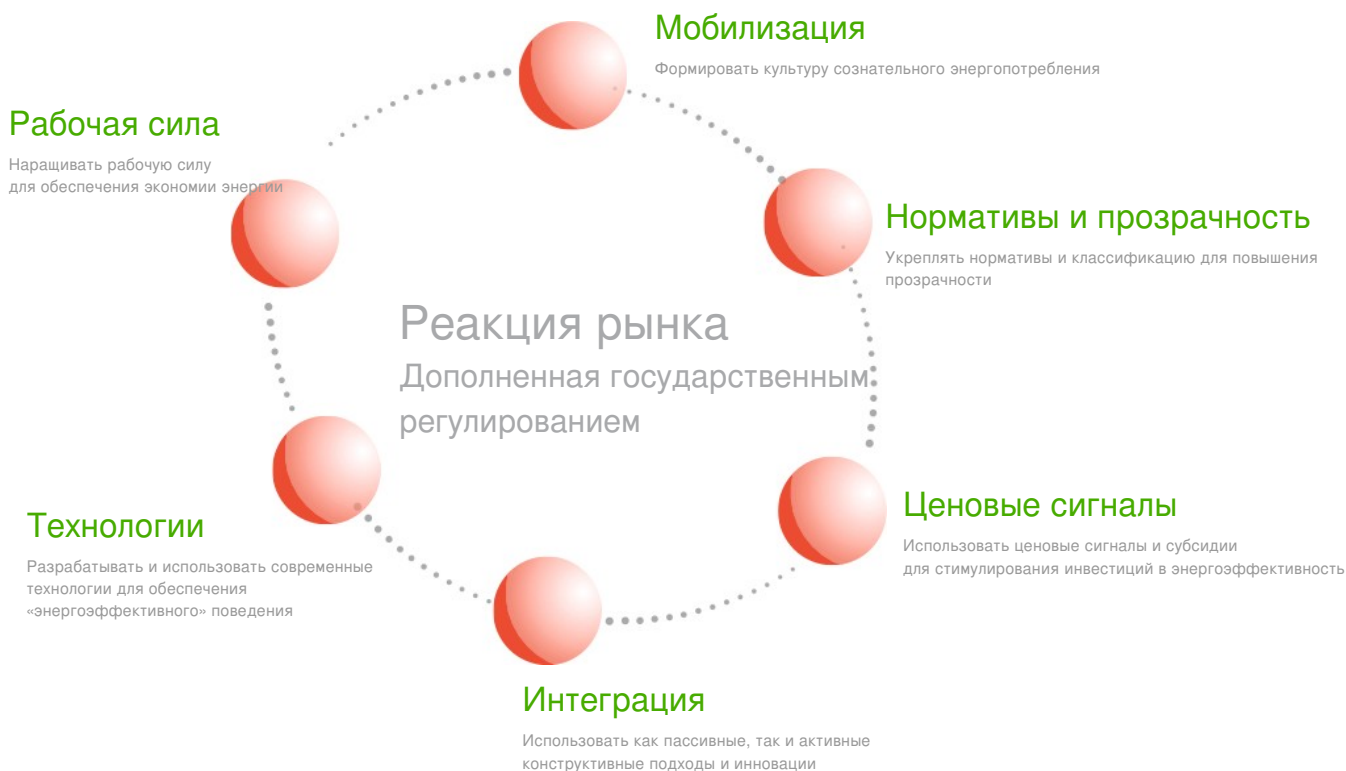 Мобилизация
Формировать культуру сознательного энергопотребления
Рабочая сила
Наращивать рабочую силу
для обеспечения экономии энергии
Нормативы и прозрачность
Укреплять нормативы и классификацию для повышения
прозрачности
Реакция рынка
Дополненная государственным
регулированием
Ценовые сигналы
Использовать ценовые сигналы и субсидии
для стимулирования инвестиций в энергоэффективность
Технологии
Разрабатывать и использовать современные
технологии для обеспечения
«энергоэффективного» поведения
Интеграция
Использовать как пассивные, так и активные
конструктивные подходы и инновации